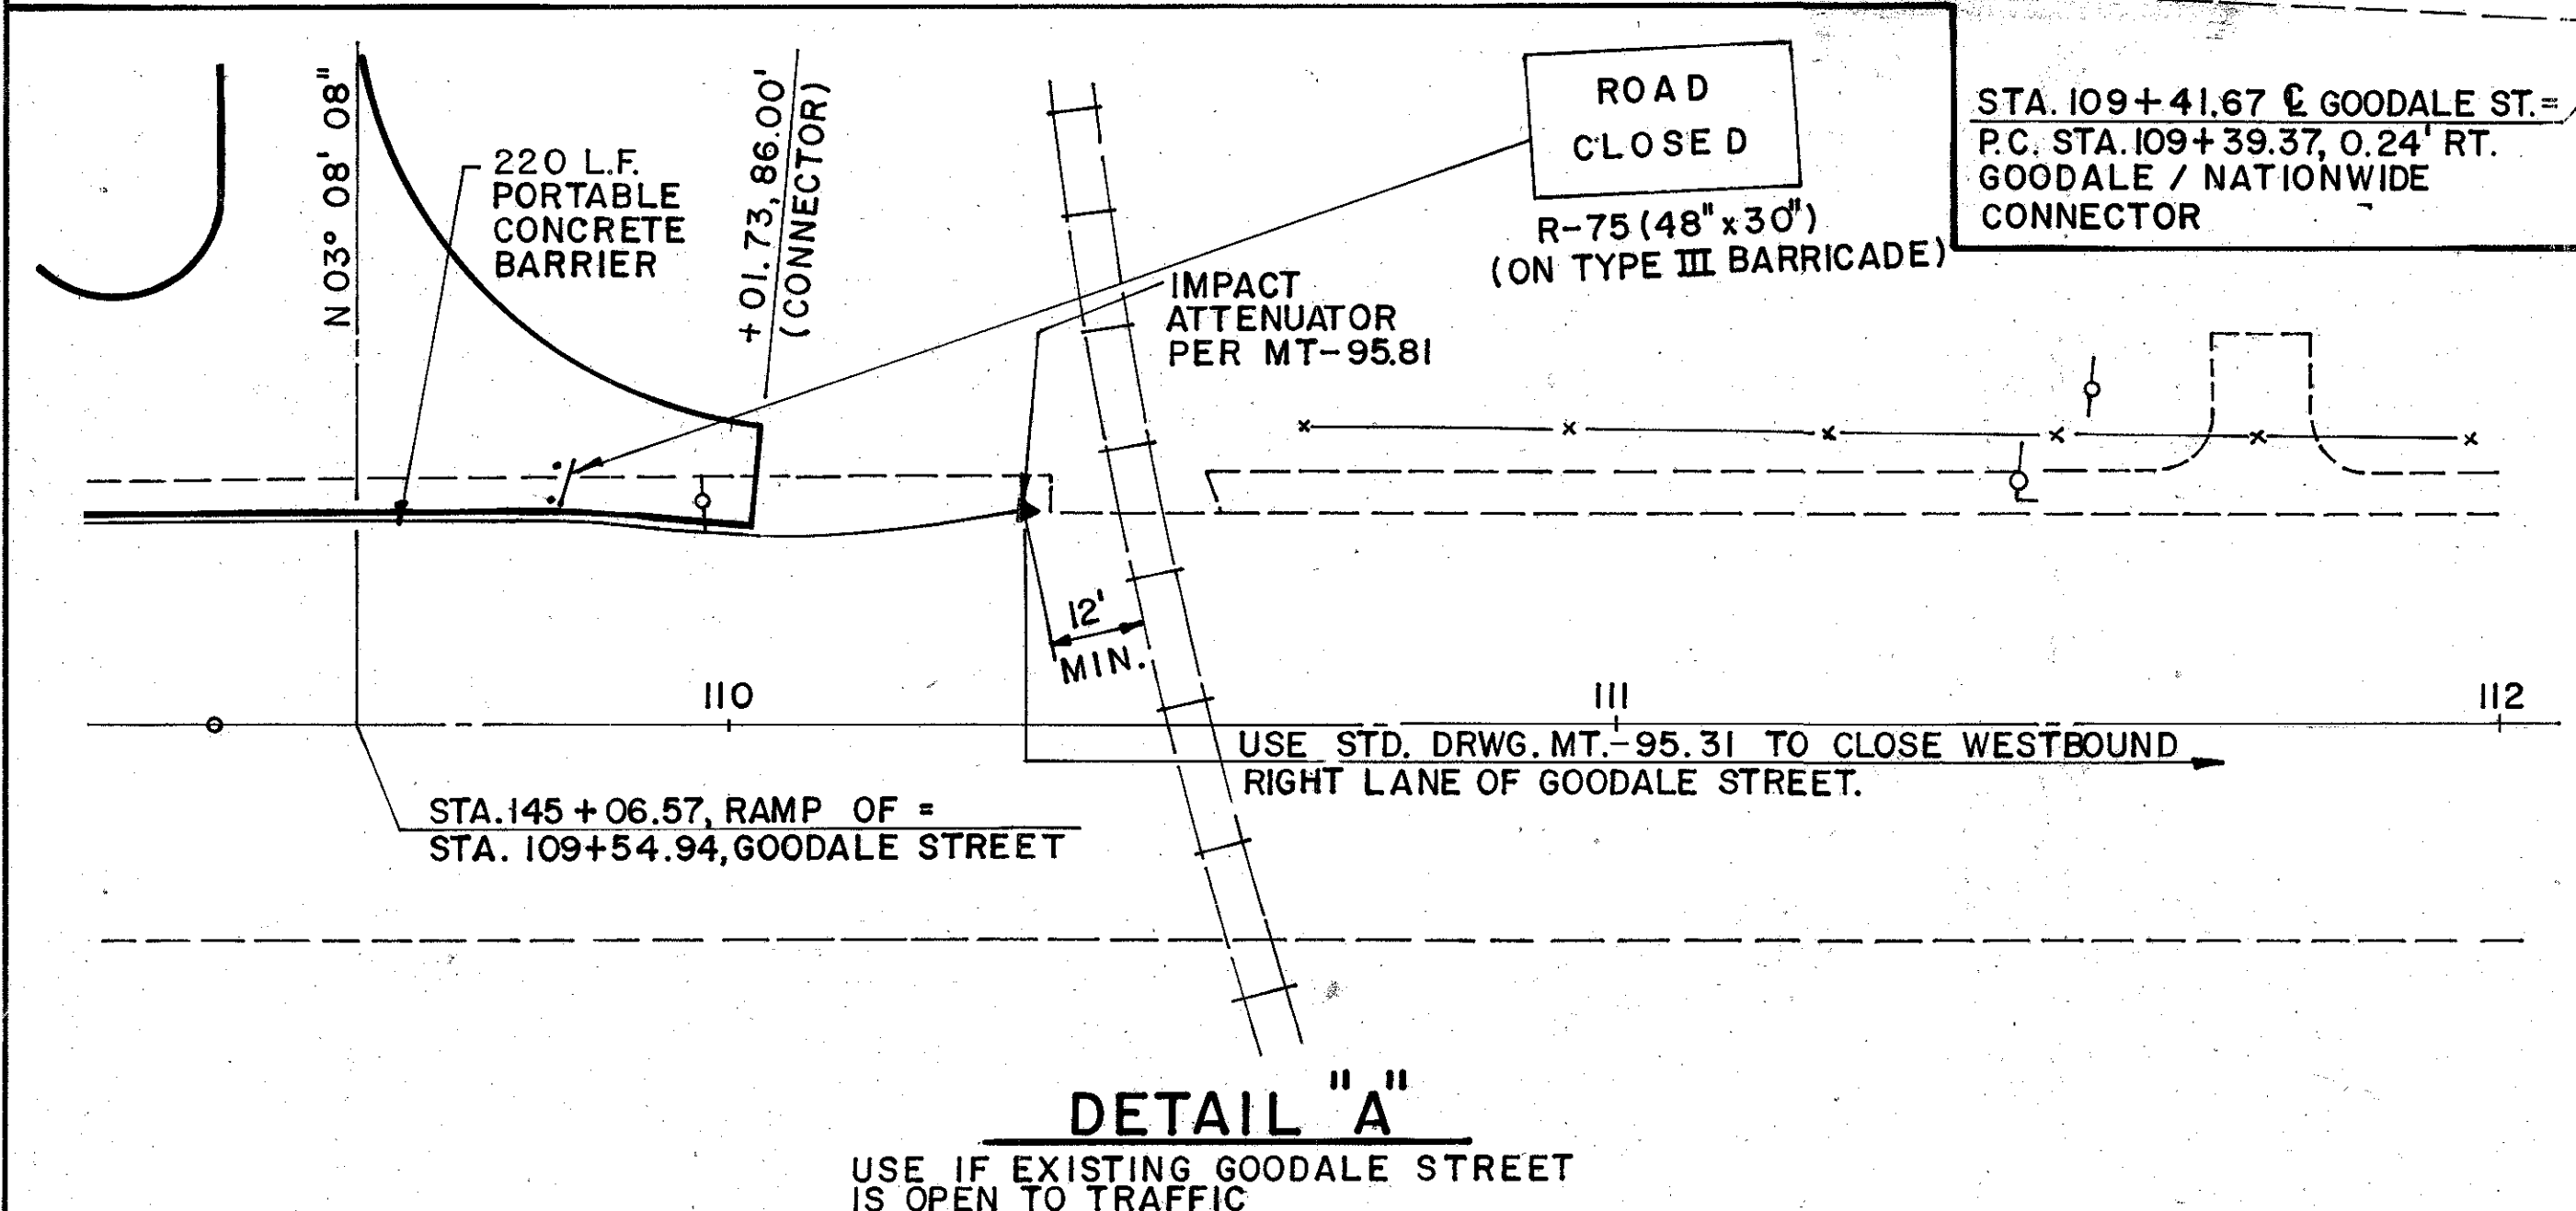 N 03° 08' 08"
220 L.F.
PORTABLE
CONCRETE
BARRIER
+01.73, 86.00'
(CONNECTOR)
ROAD
CLOSED
R-75 (48"x30")
(ON TYPE III BARRICADE)
STA. 109+41.67 ℄ GOODALE ST.=
P.C. STA. 109+39.37, 0.24' RT.
GOODALE / NATIONWIDE
CONNECTOR
IMPACT
ATTENUATOR
PER MT-95.81
12'
MIN.
110
111
112
USE STD. DRWG. MT.-95.31 TO CLOSE WESTBOUND
RIGHT LANE OF GOODALE STREET.
STA. 145+06.57, RAMP OF =
STA. 109+54.94, GOODALE STREET
DETAIL "A"
USE IF EXISTING GOODALE STREET
IS OPEN TO TRAFFIC